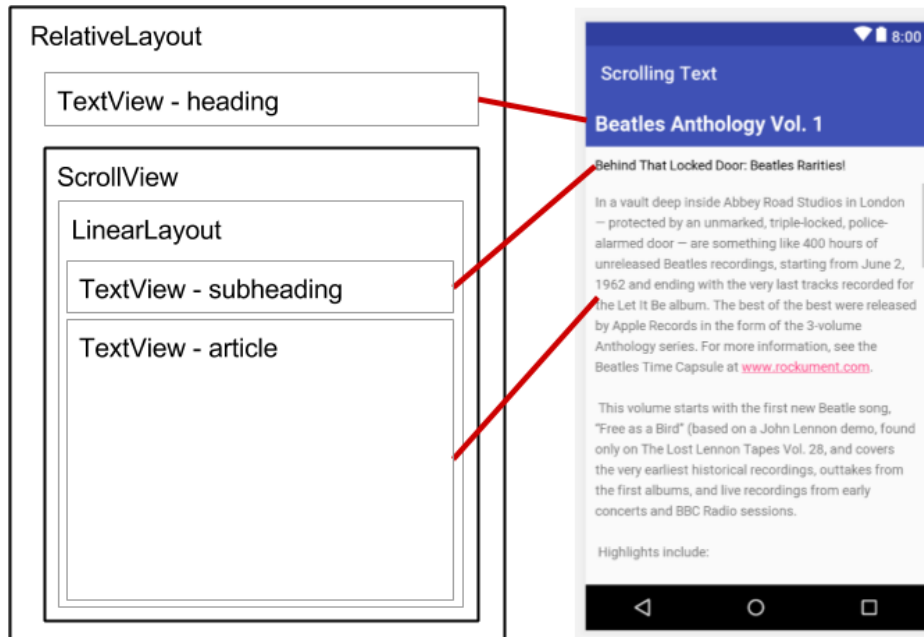 RelativeLayout
TextView - heading
ScrollView
LinearLayout
TextView - subheading
TextView - article
8:00
Scrolling Text
Beatles Anthology Vol. 1
Behind That Locked Door: Beatles Rarities!
In a vault deep inside Abbey Road Studios in London
— protected by an unmarked, triple-locked, police-
alarmed door — are something like 400 hours of
unreleased Beatles recordings, starting from June 2,
1962 and ending with the very last tracks recorded for
the Let It Be album. The best of the best were released
by Apple Records in the form of the 3-volume
Anthology series. For more information, see the
Beatles Time Capsule at www.rockument.com.
This volume starts with the first new Beatle song,
“Free as a Bird” (based on a John Lennon demo, found
only on The Lost Lennon Tapes Vol. 28, and covers
the very earliest historical recordings, outtakes from
the first albums, and live recordings from early
concerts and BBC Radio sessions.
Highlights include: